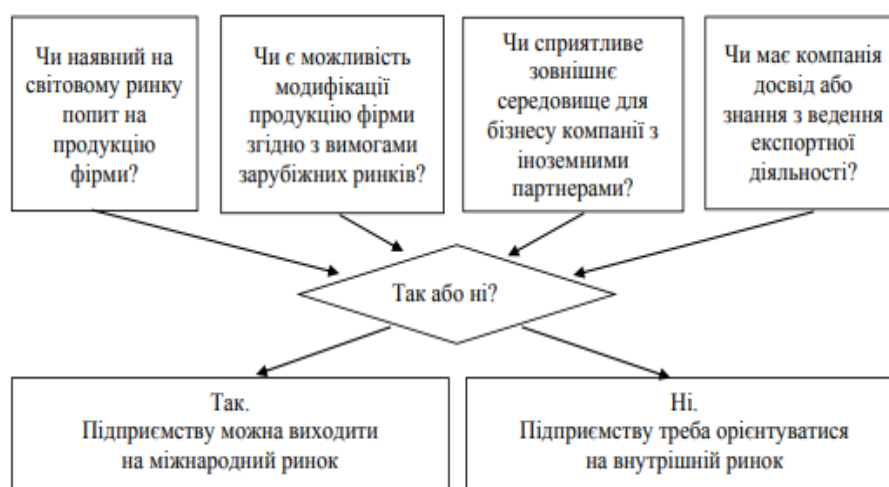 Чи наявний на
світовому ринку
попит на
продукцію
фірми?
Чи є можливість
модифікації
продукцію фірми
згідно з вимогами
зарубіжних ринків?
Чи сприятливе
зовнішнє
середовище для
бізнесу компанії з
іноземними
партнерами?
Чи має компанія
досвід або
знання з ведення
експортної
діяльності?
Так або ні?
Так.
Підприємству можна виходити
на міжнародний ринок
Ні.
Підприємству треба орієнтуватися
на внутрішній ринок